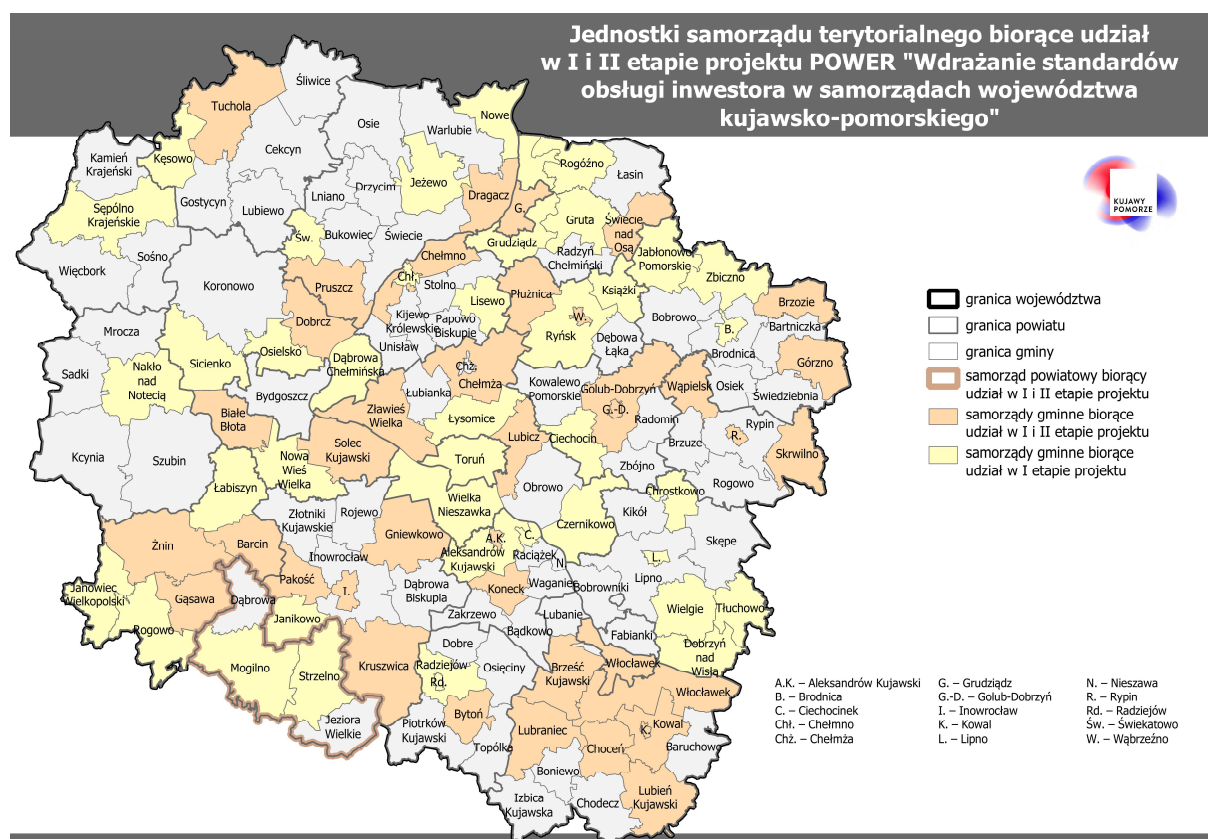 Jednostki samorządu terytorialnego biorące udział
w I i II etapie projektu POWER "Wdrażanie standardów
obsługi inwestora w samorządach województwa
kujawsko-pomorskiego"
KUJAWY
POMORZE
Śliwice
Tuchola
Nowe
Osie
Warlubie
Cekcyn
Kamień
Krajeński
Kęsowo
Rogóźno
Łasin
Jeżewo
Drzycim
Lniano
Dragacz
G.
Gostycyn
Lubiewo
Sępólno
Krajeńskie
Gruta
Świecie
nad
Osą
Św.
Bukowiec
Świecie
Grudziądz
Radzyń
Chełmiński
Jabłonowo
Pomorskie
Zbiczno
Sośno
Więcbork
Chełmno
Chł.
Stolno
Koronowo
Pruszcz
Lisewo
Płużnica
Książki
Brzozie
Dobrcz
Kijewo
Królewskie
Papowo
Biskupie
W.
Bobrowo
Bartniczka
B.
Mrocza
Unisław
Ryńsk
Dębowa
Łąka
Brodnica
Osielsko
Sicienko
Dąbrowa
Chełmińska
Chż.
Chełmża
Górzno
Sadki
Nakło
nad
Notecią
Łubianka
Kowalewo
Pomorskie
Golub-Dobrzyń
Wąpielsk
Osiek
Świedziebnia
Bydgoszcz
Białe
Błota
Zławieś
Wielka
Łysomice
G.-D.
Radomin
Rypin
R.
Lubicz
Ciechocin
Brzuze
Solec
Kujawski
Skrwilno
Kcynia
Szubin
Nowa
Wieś
Wielka
Toruń
Zbójno
Rogowo
Łabiszyn
Obrowo
Chrostkowo
Wielka
Nieszawka
Złotniki
Kujawskie
Rojewo
Czernikowo
Kikół
Gniewkowo
A.K.
C.
Skępe
Żnin
Barcin
Inowrocław
Aleksandrów
Kujawski
Raciążek
N.
L.
Lipno
Pakość
I.
Janowiec
Wielkopolski
Gąsawa
Dąbrowa
Dąbrowa
Biskupia
Koneck
Waganiec
Bobrowniki
Janikowo
Zakrzewo
Lubanie
Wielgie
Tłuchowo
Rogowo
Bądkowo
Fabianki
Dobre
Dobrzyń
nad
Wisłą
Mogilno
Strzelno
Kruszwica
Radziejów
Rd.
Osięciny
Brześć
Kujawski
Włocławek
Włocławek
Bytoń
Jeziora
Wielkie
Piotrków
Kujawski
Lubraniec
Kowal
K.
Topólka
Choceń
Baruchowo
Boniewo
Izbica
Kujawska
Chodecz
Lubień
Kujawski
granica województwa
granica powiatu
granica gminy
samorząd powiatowy biorący
udział w I i II etapie projektu
samorządy gminne biorące
udział w I i II etapie projektu
samorządy gminne biorące
udział w I etapie projektu
A.K. – Aleksandrów Kujawski
B. – Brodnica
C. – Ciechocinek
Chł. – Chełmno
Chż. – Chełmża
G. – Grudziądz
G.-D. – Golub-Dobrzyń
I. – Inowrocław
K. – Kowal
L. – Lipno
N. – Nieszawa
R. – Rypin
Rd. – Radziejów
Św. – Świekatowo
W. – Wąbrzeźno